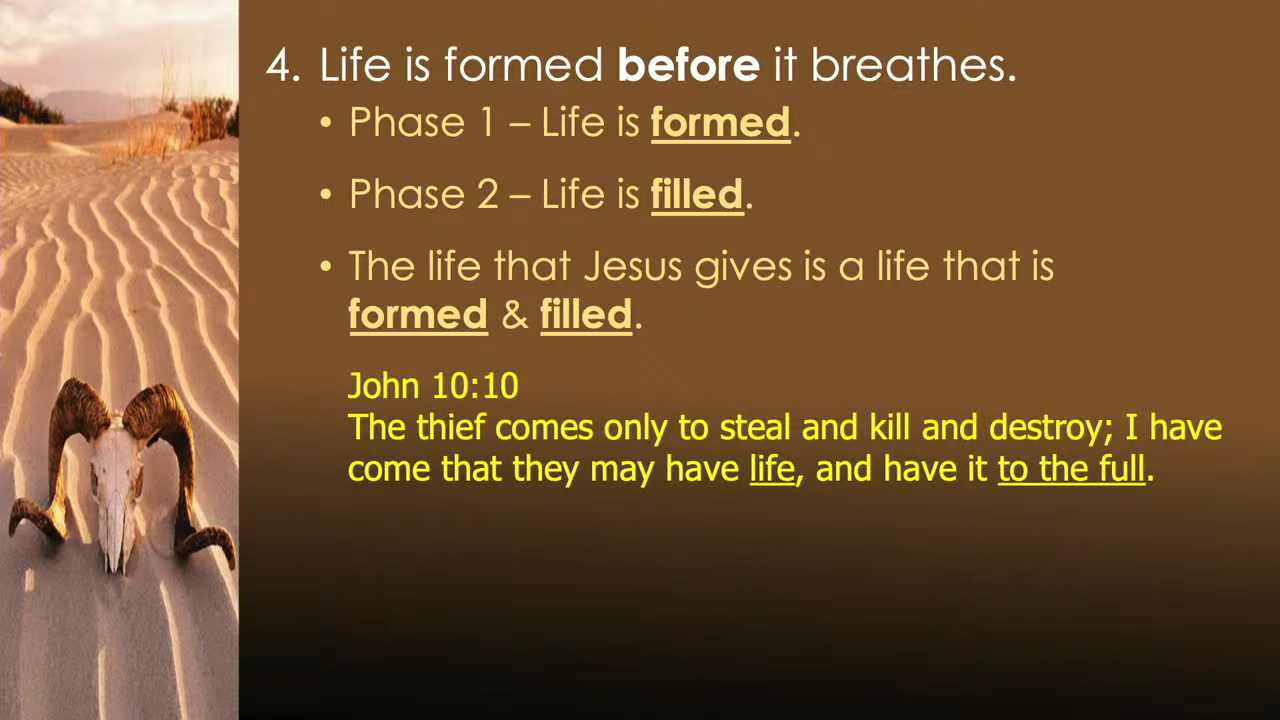 4. Life is formed before it breathes.
• Phase 1 – Life is formed.
• Phase 2 – Life is filled.
• The life that Jesus gives is a life that is
formed & filled.
John 10:10
The thief comes only to steal and kill and destroy; I have
come that they may have life, and have it to the full.